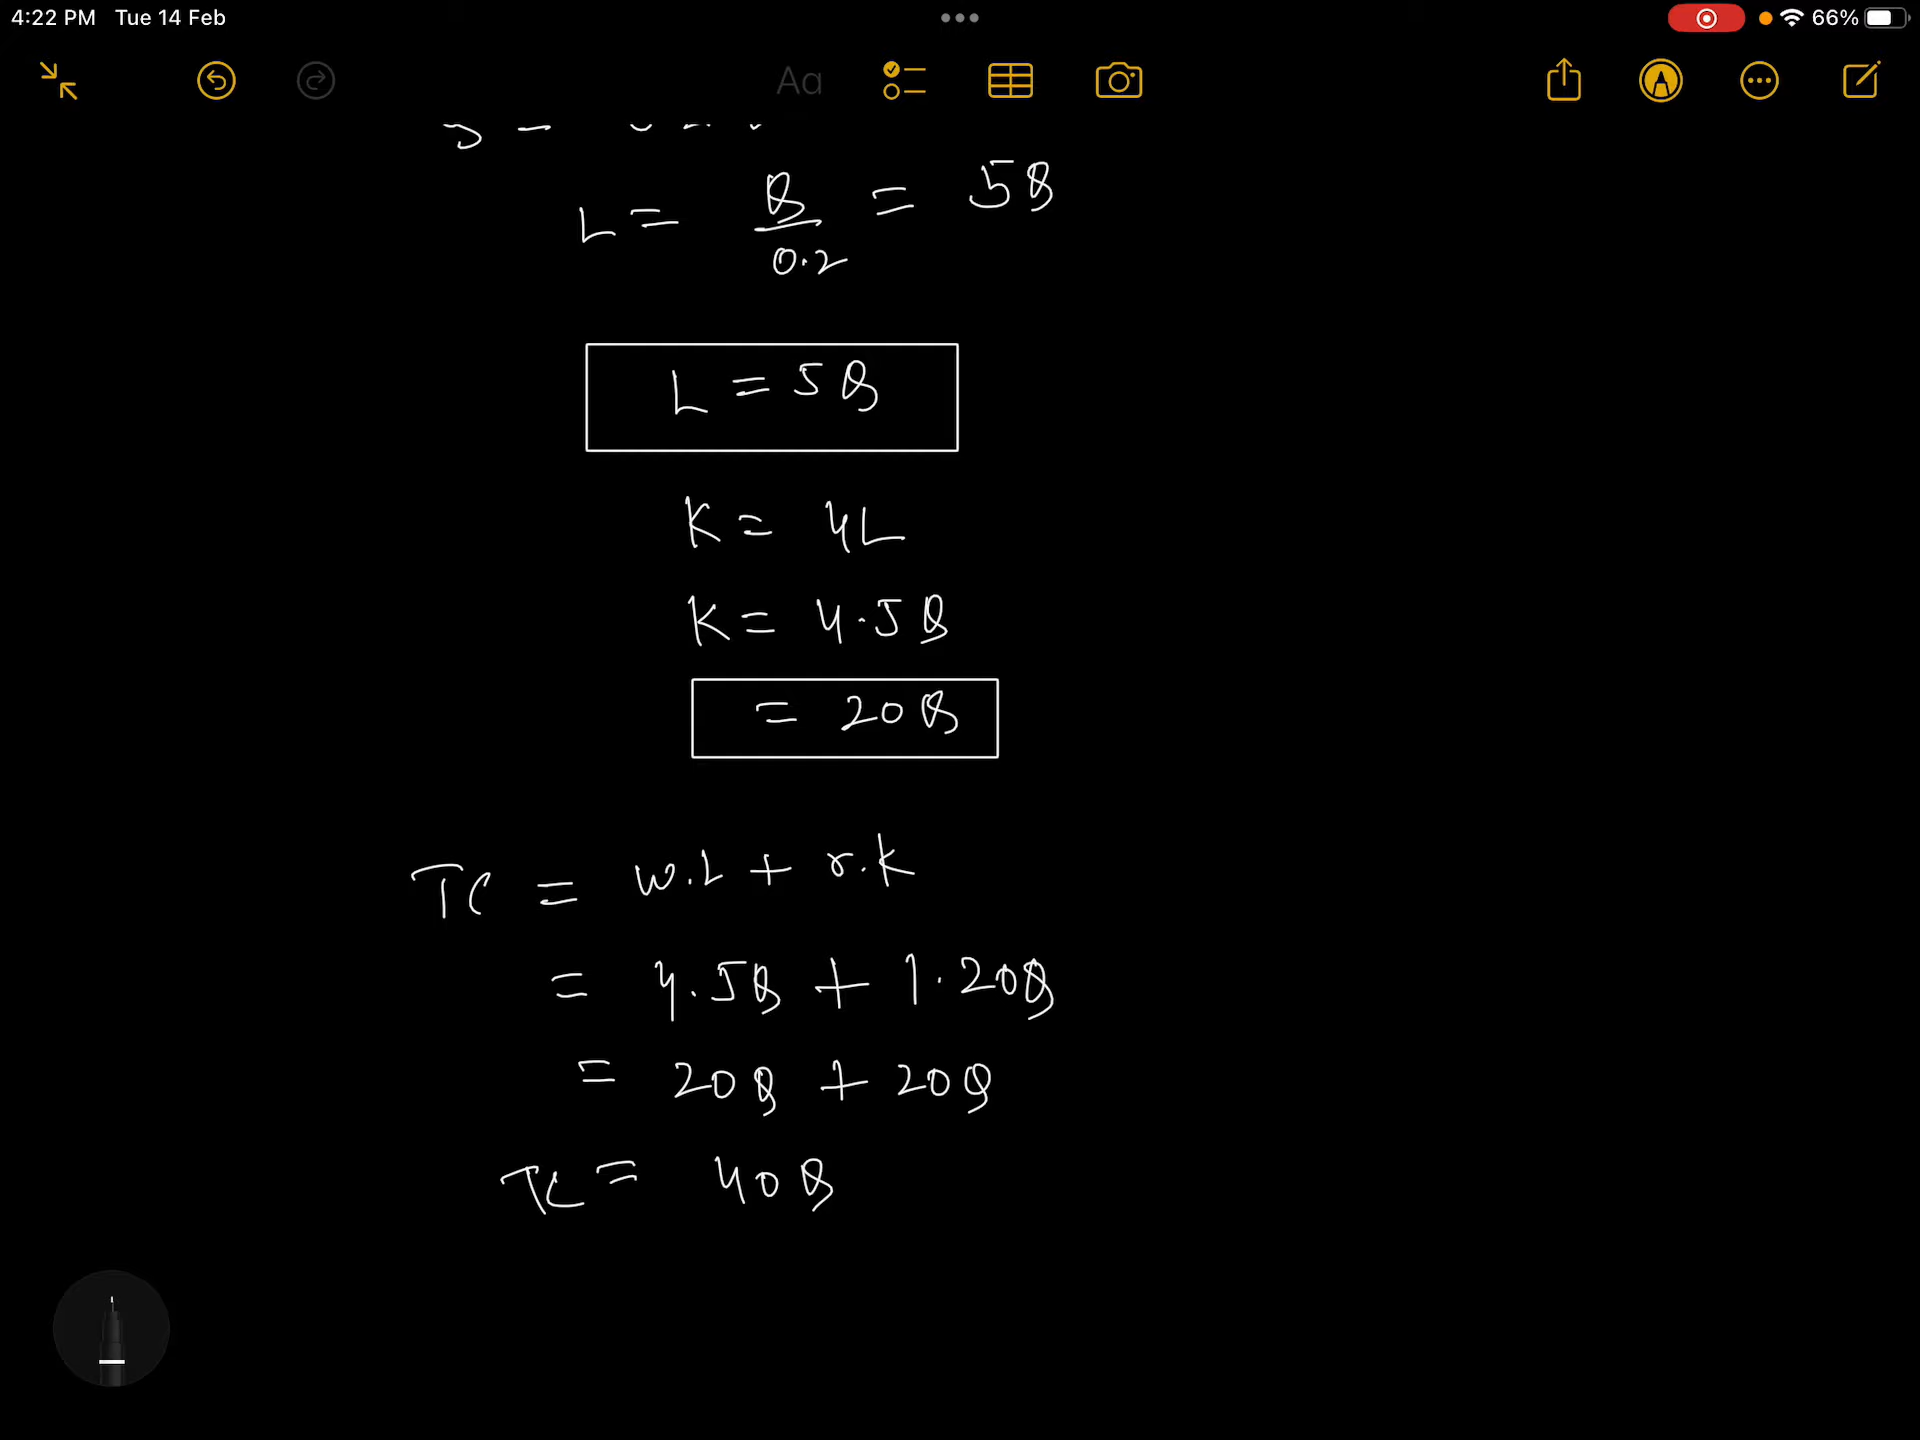 4:22 PM Tue 14 Feb
66%
Aa
L = Q / 0.2 = 5Q
L = 5Q
K = 4L
K = 4.5Q
= 20Q
TC = w.L + r.K
= 4.5Q + 1.20Q
= 20Q + 20Q
TC = 40Q